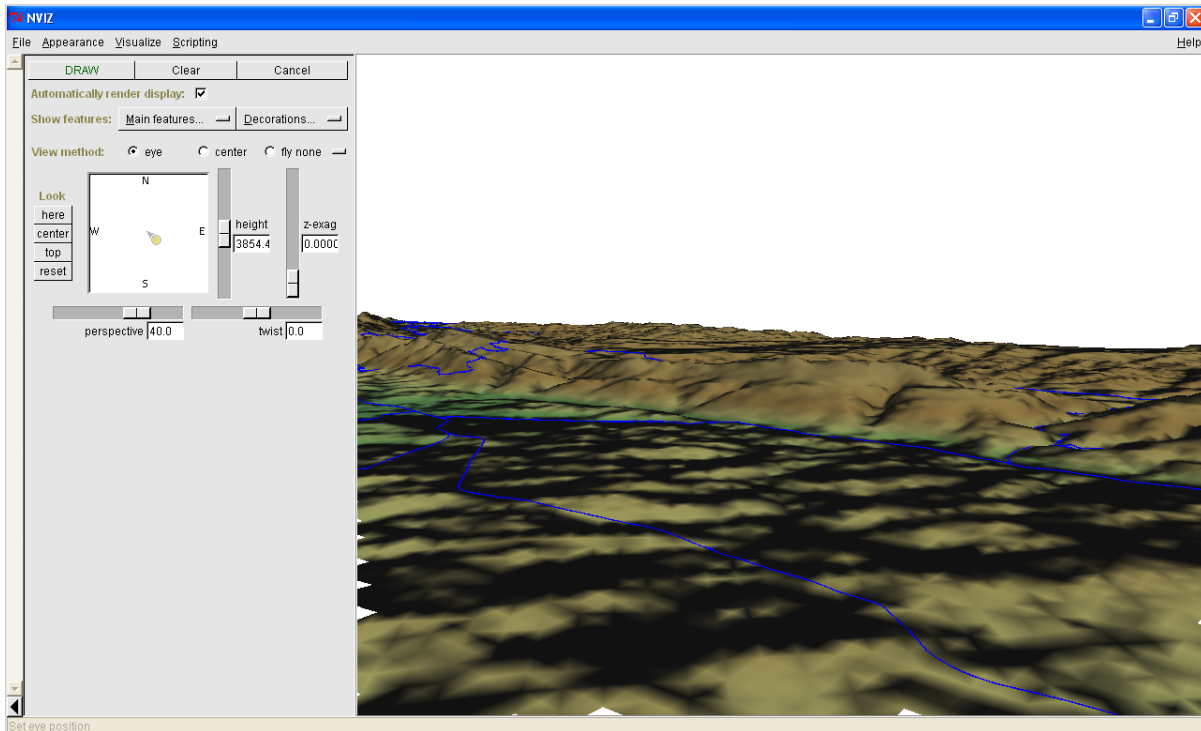 NVIZ
File Appearance Visualize Scripting Help
DRAW Clear Cancel
Automatically render display:
Show features: Main features... Decorations...
View method: eye center fly none
N
Look
here
height z-exag
W E
center
3854.4 0.000
top
reset
S
perspective 40.0 twist 0.0
Set eye position